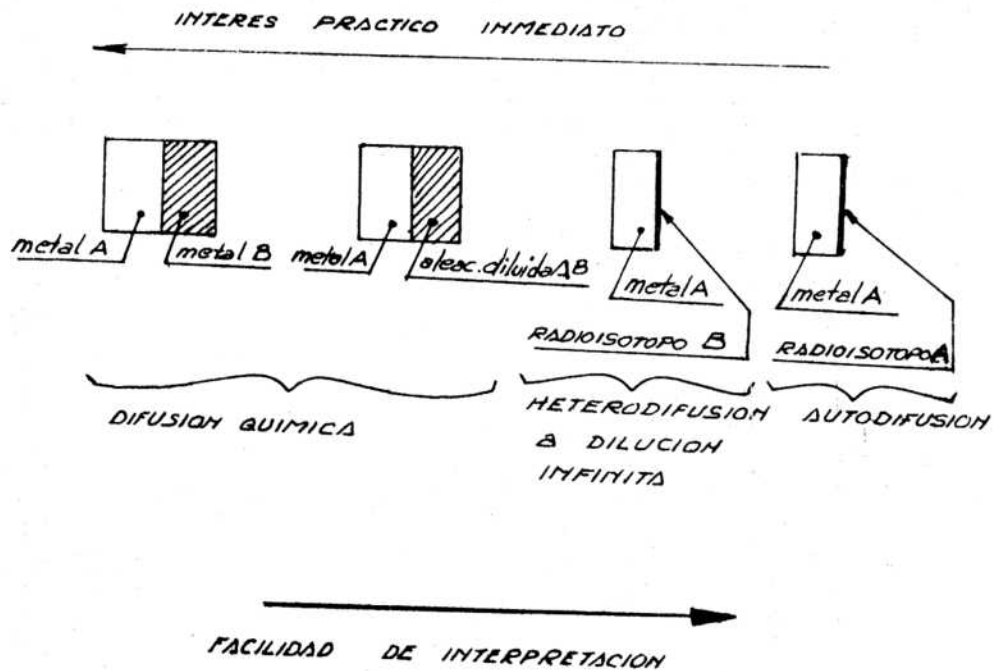 INTERES PRACTICO INMEDIATO
metal A
metal B
metal A
aleac. diluida AB
metal A
metal A
RADIOISOTOPO B
RADIOISOTOPO A
DIFUSION QUIMICA
HETERODIFUSION
a DILUCION
INFINITA
AUTODIFUSION
FACILIDAD DE INTERPRETACION